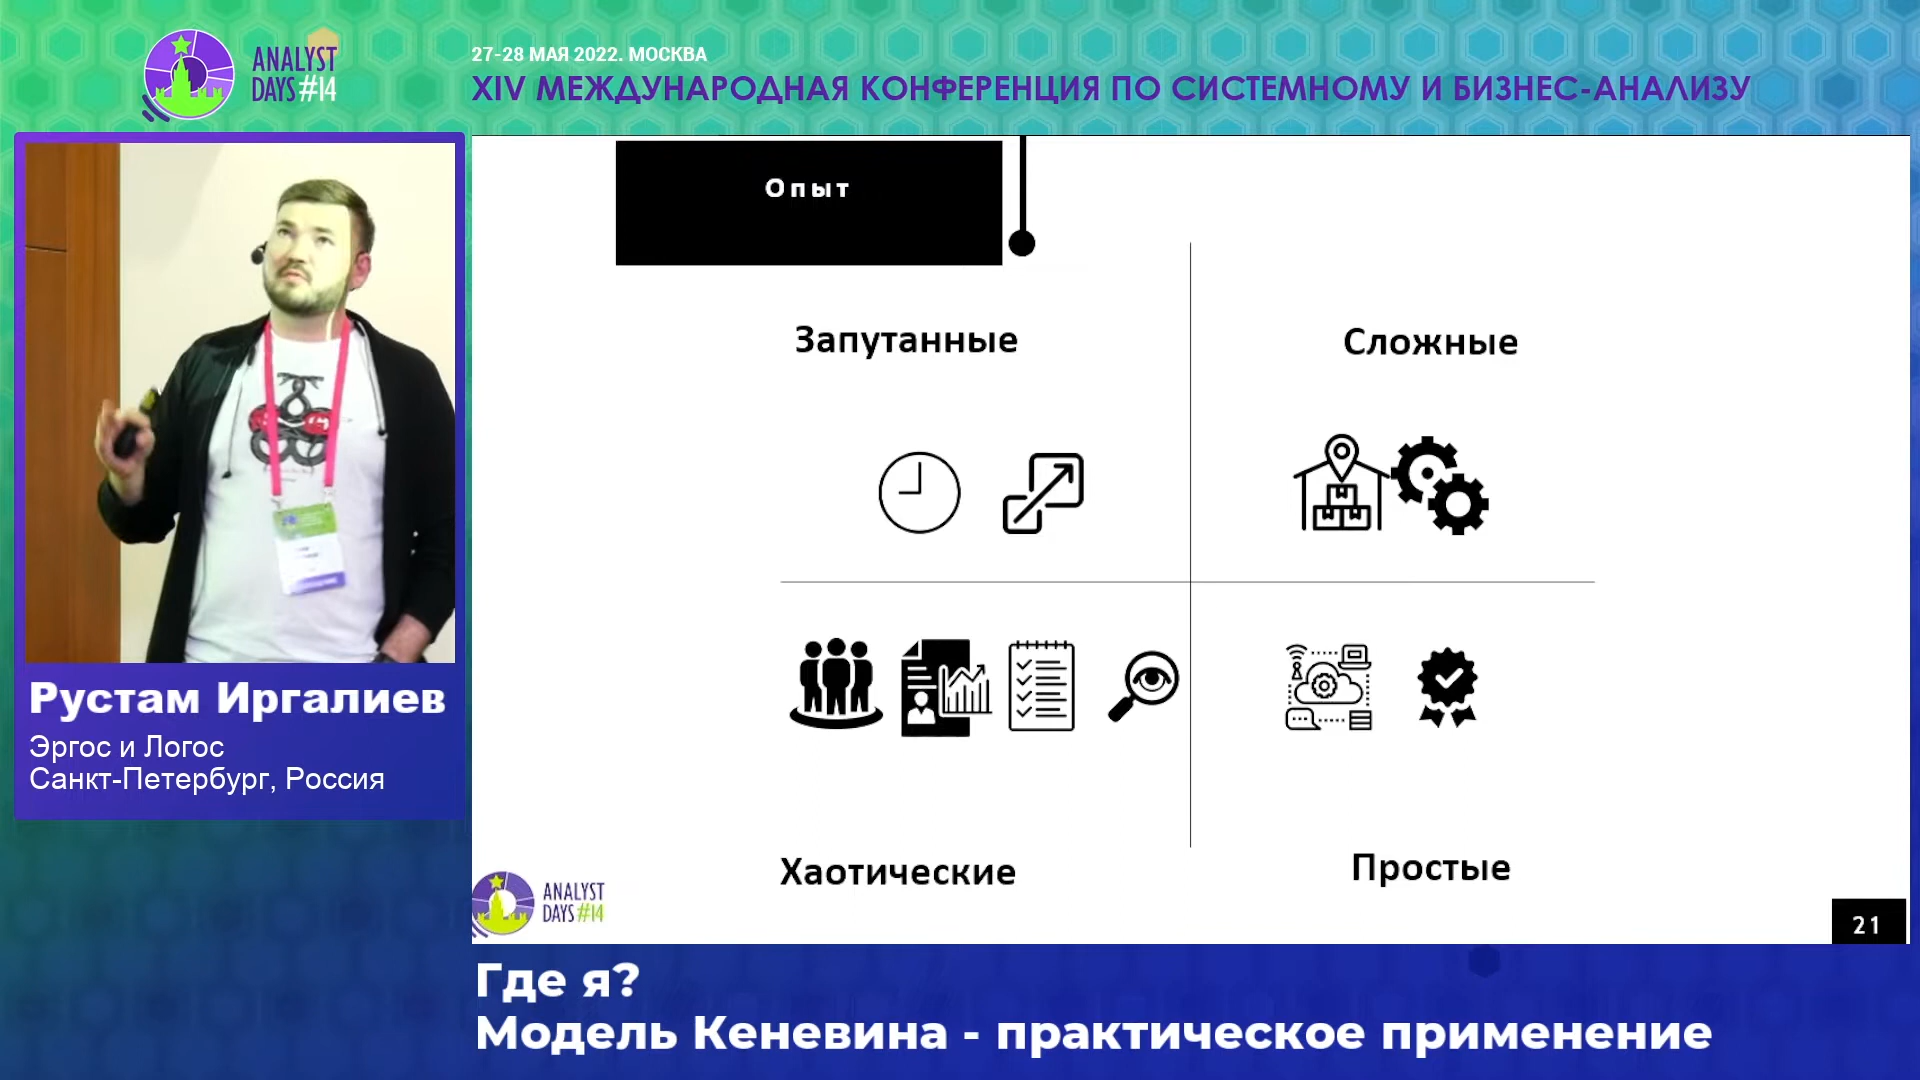 ANALYST
DAYS #14
27-28 МАЯ 2022. МОСКВА
XIV МЕЖДУНАРОДНАЯ КОНФЕРЕНЦИЯ ПО СИСТЕМНОМУ И БИЗНЕС-АНАЛИЗУ
Рустам Иргалиев
Эргос и Логос
Санкт-Петербург, Россия
Опыт
Запутанные
Сложные
Хаотические
Простые
ANALYST
DAYS #14
21
Где я?
Модель Кеневина - практическое применение